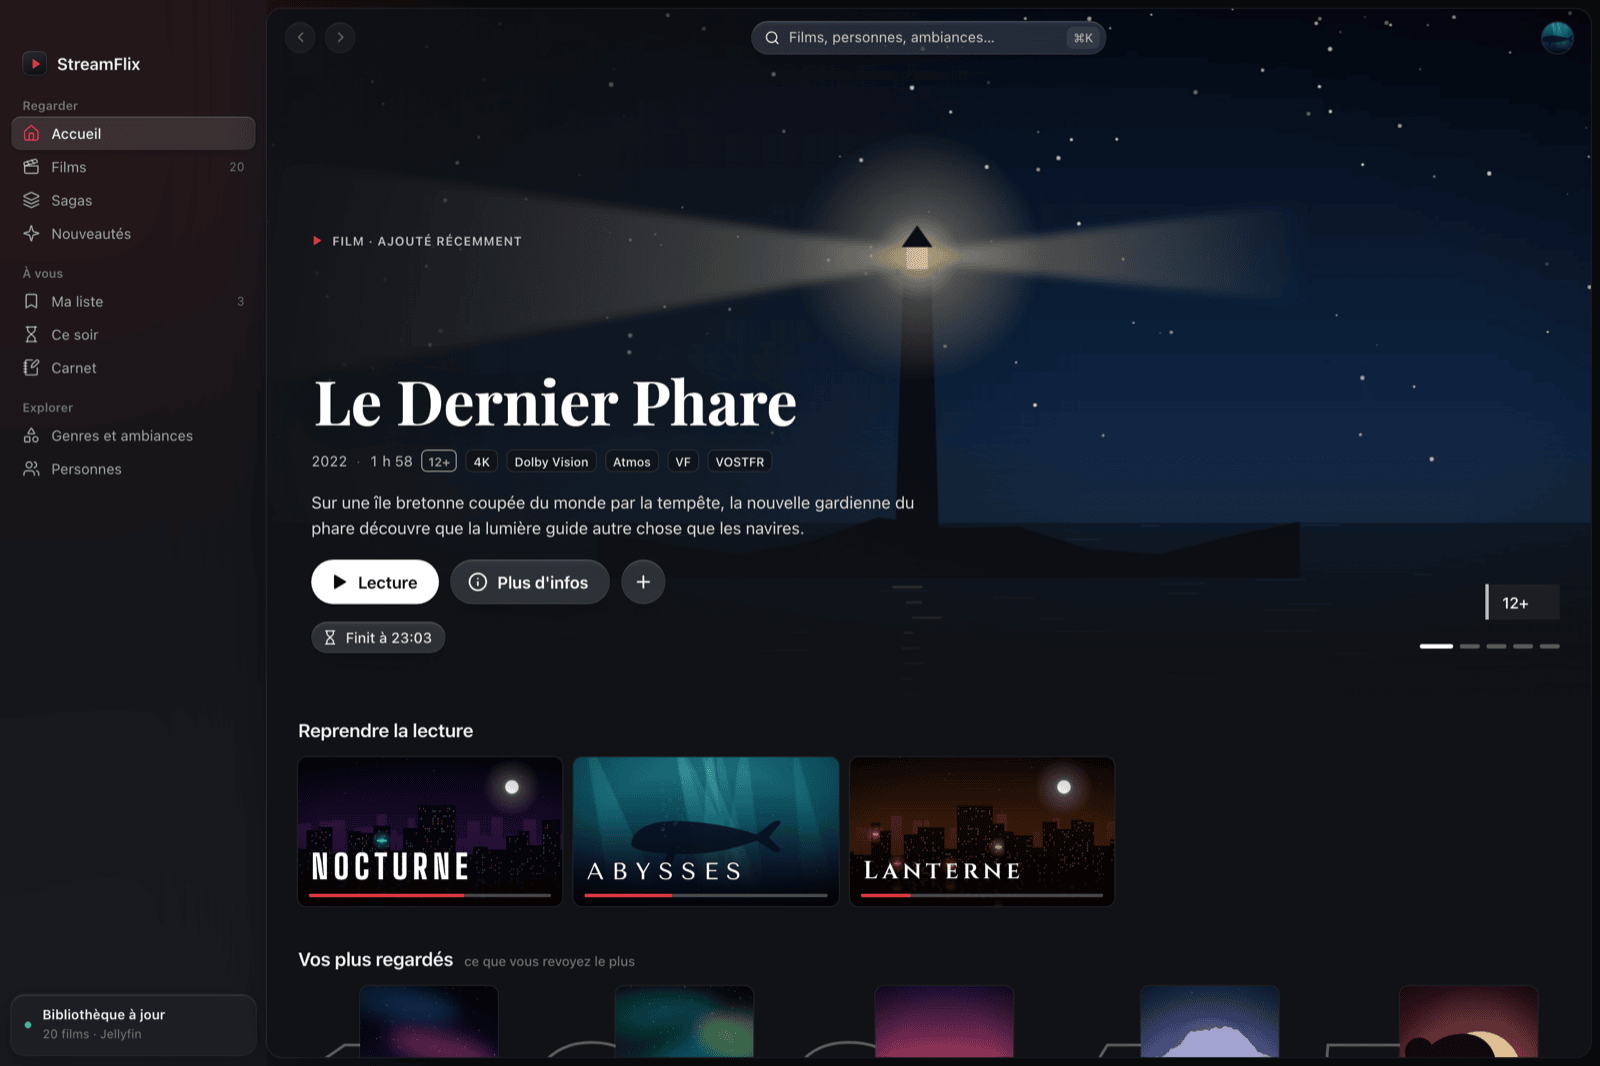 StreamFlix
Regarder
Accueil
Films 20
Sagas
Nouveautés
À vous
Ma liste 3
Ce soir
Carnet
Explorer
Genres et ambiances
Personnes
Bibliothèque à jour
20 films · Jellyfin
Films, personnes, ambiances... ⌘K
FILM · AJOUTÉ RÉCEMMENT
Le Dernier Phare
2022 · 1 h 58 12+ 4K Dolby Vision Atmos VF VOSTFR
Sur une île bretonne coupée du monde par la tempête, la nouvelle gardienne du
phare découvre que la lumière guide autre chose que les navires.
Lecture Plus d'infos
Finit à 23:03
12+
Reprendre la lecture
NOCTURNE
ABYSSES
LANTERNE
Vos plus regardés ce que vous revoyez le plus